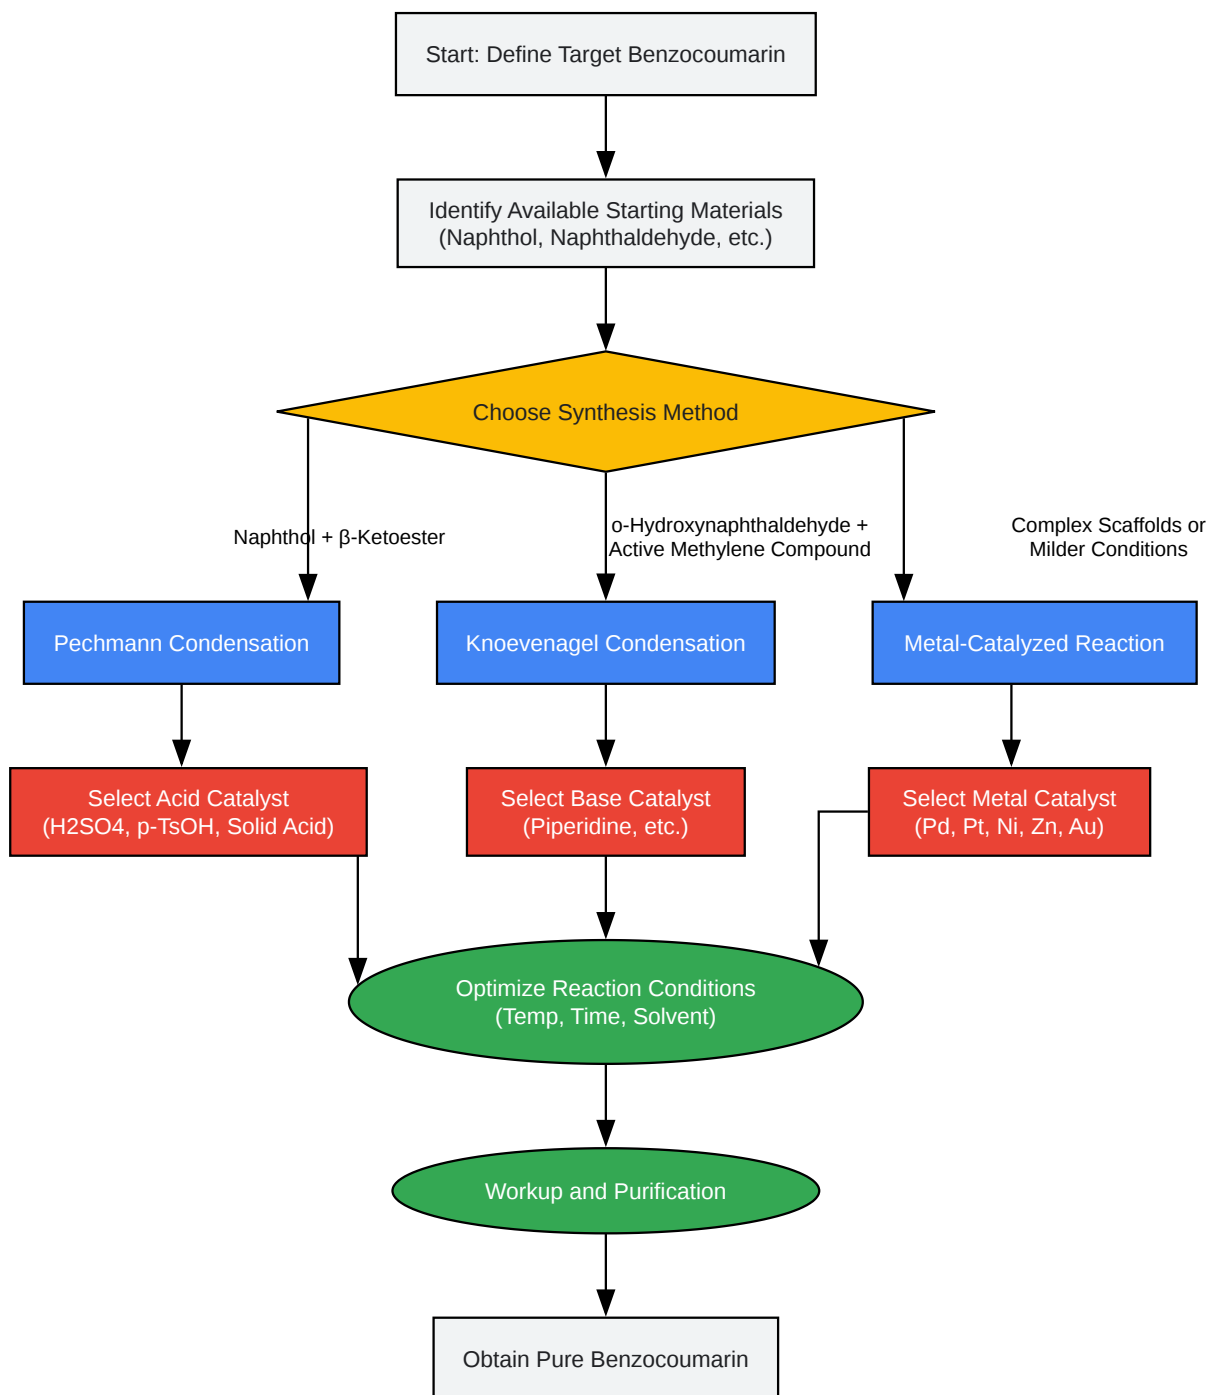 Start: Define Target Benzocoumarin
Identify Available Starting Materials
(Naphthol, Naphthaldehyde, etc.)
Choose Synthesis Method
Naphthol + β-Ketoester
o-Hydroxynaphthaldehyde +
Active Methylene Compound
Complex Scaffolds or
Milder Conditions
Pechmann Condensation
Knoevenagel Condensation
Metal-Catalyzed Reaction
Select Acid Catalyst
(H2SO4, p-TsOH, Solid Acid)
Select Base Catalyst
(Piperidine, etc.)
Select Metal Catalyst
(Pd, Pt, Ni, Zn, Au)
Optimize Reaction Conditions
(Temp, Time, Solvent)
Workup and Purification
Obtain Pure Benzocoumarin